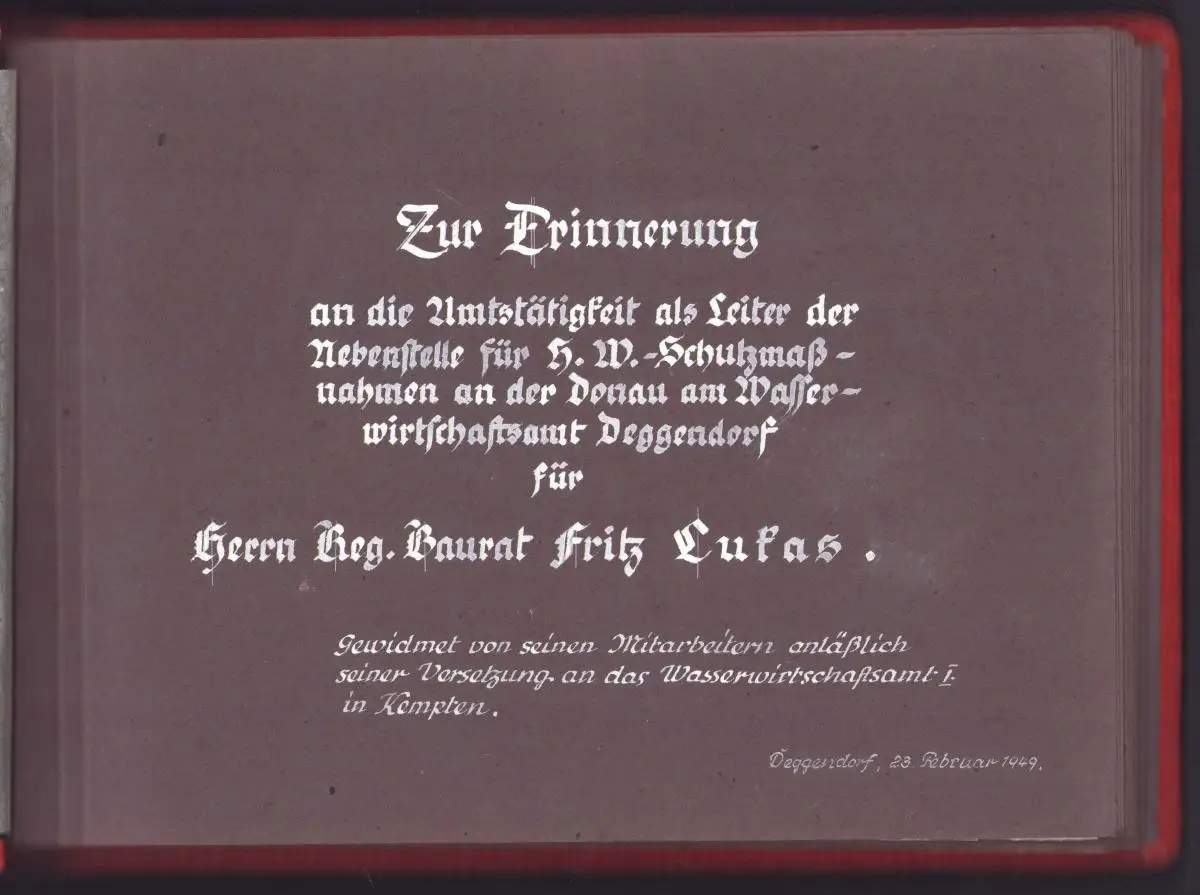 Zur Erinnerung
an die Amtstätigkeit als Leiter der
Nebenstelle für H. W.-Schutzmaß-
nahmen an der Donau am Wasser-
wirtschaftsamt Deggendorf
für
Herrn Reg. Baurat Fritz Lukas.
Gewidmet von seinen Mitarbeitern anläßlich
seiner Versetzung an das Wasserwirtschaftsamt I.
in Kempten.
Deggendorf, 23. Februar 1949.